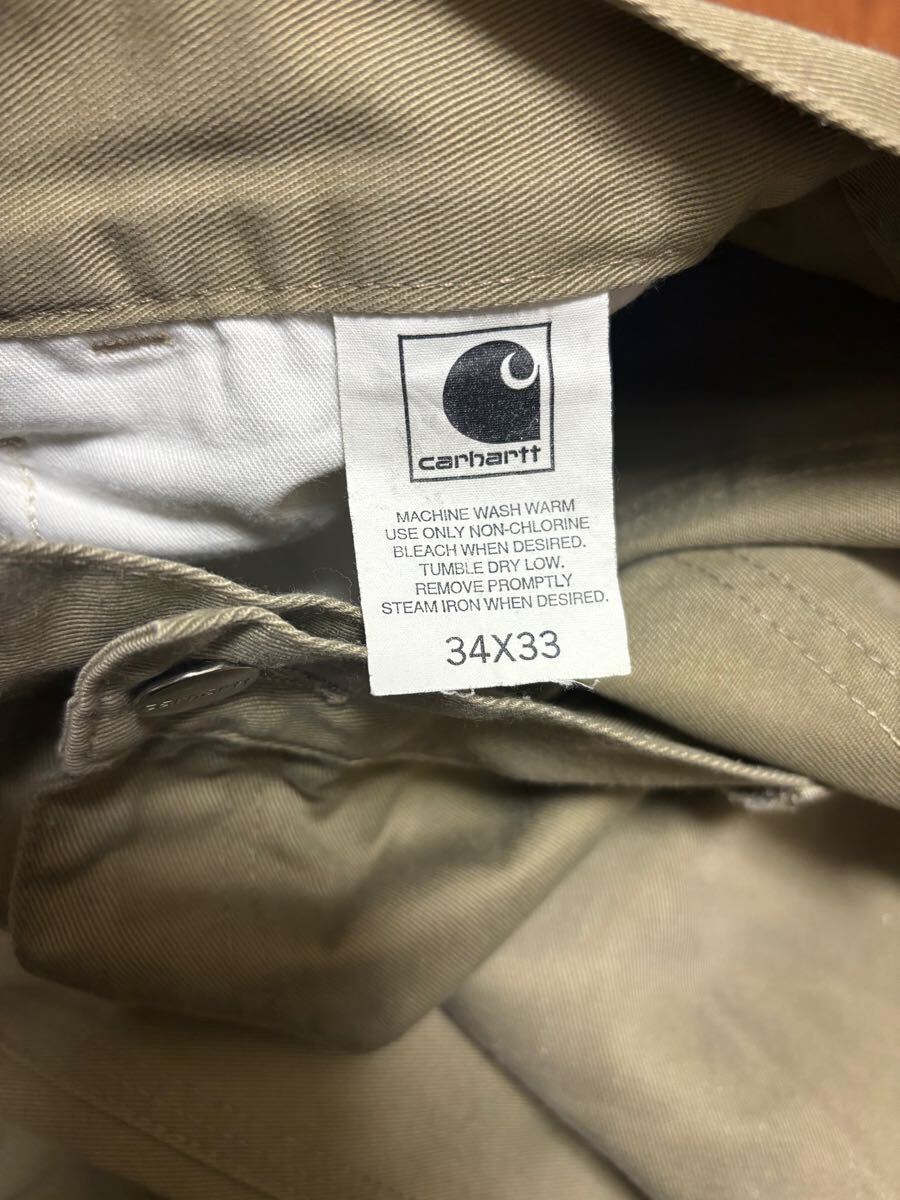 carhartt
MACHINE WASH WARM
USE ONLY NON-CHLORINE
BLEACH WHEN DESIRED.
TUMBLE DRY LOW.
REMOVE PROMPTLY
STEAM IRON WHEN DESIRED.
34X33